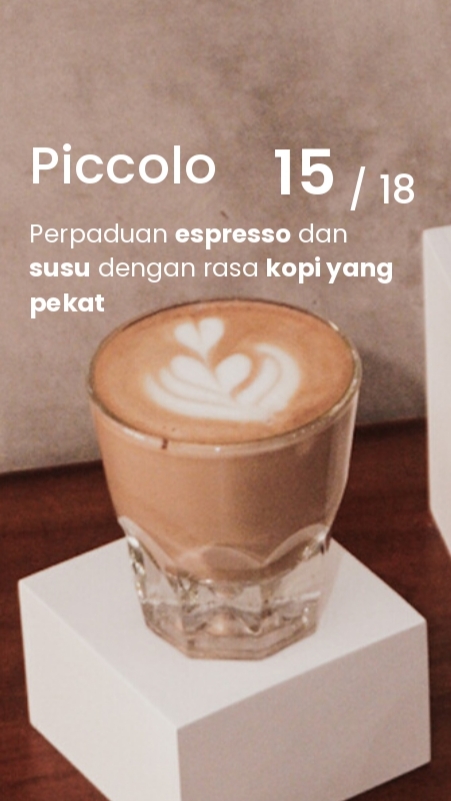 Piccolo 15 / 18
Perpaduan espresso dan
susu dengan rasa kopi yang
pekat